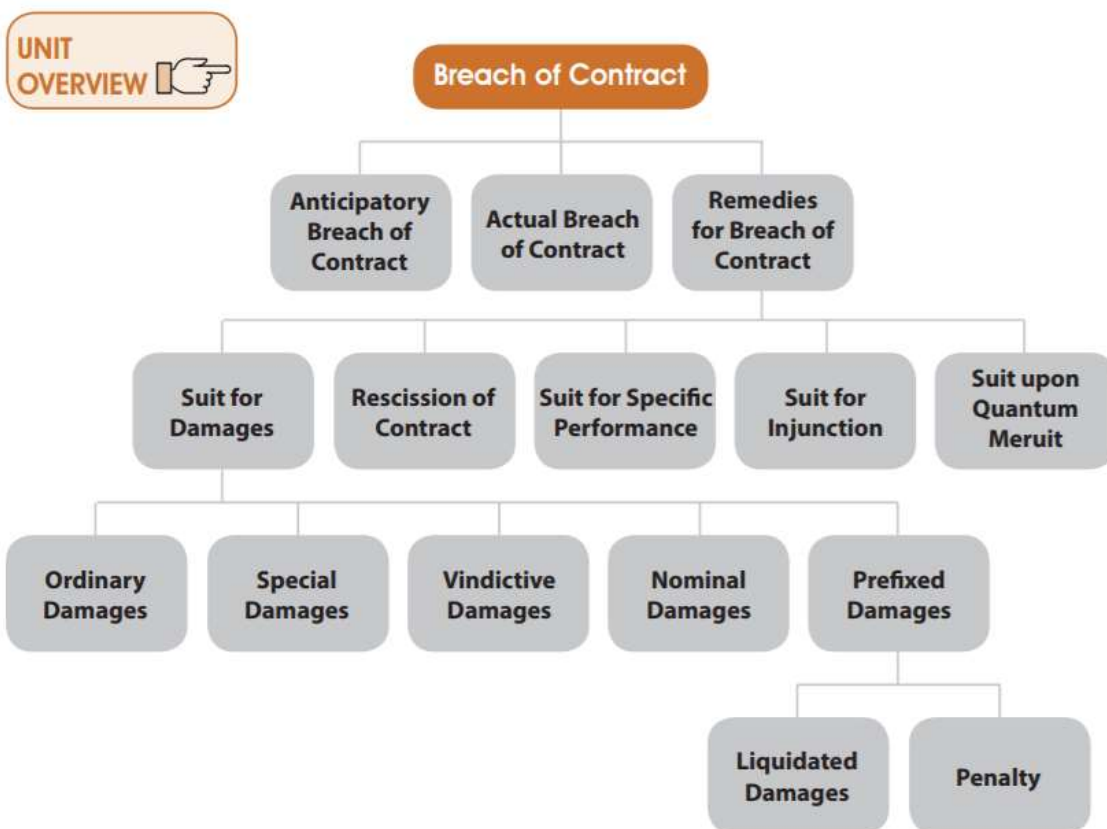 UNIT
OVERVIEW
Breach of Contract
Anticipatory
Breach of
Contract
Actual Breach
of Contract
Remedies
for Breach of
Contract
Suit for
Damages
Rescission of
Contract
Suit for Specific
Performance
Suit for
Injunction
Suit upon
Quantum
Meruit
Ordinary
Damages
Special
Damages
Vindictive
Damages
Nominal
Damages
Prefixed
Damages
Liquidated
Damages
Penalty